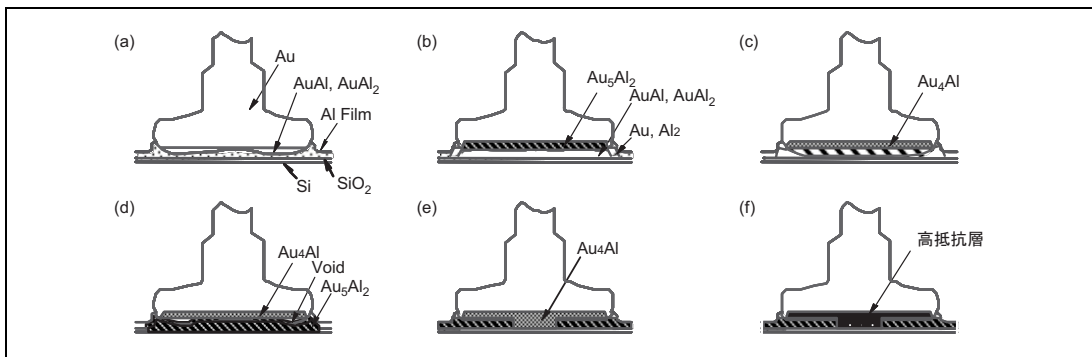 (a)
Au
AuAl, AuAl₂
Al Film
SiO₂
Si
(b)
Au₅Al₂
AuAl, AuAl₂
Au, Al2
(c)
Au₄Al
(d)
Au4Al
Void
Au₅Al₂
(e)
Au4Al
(f)
高抵抗層